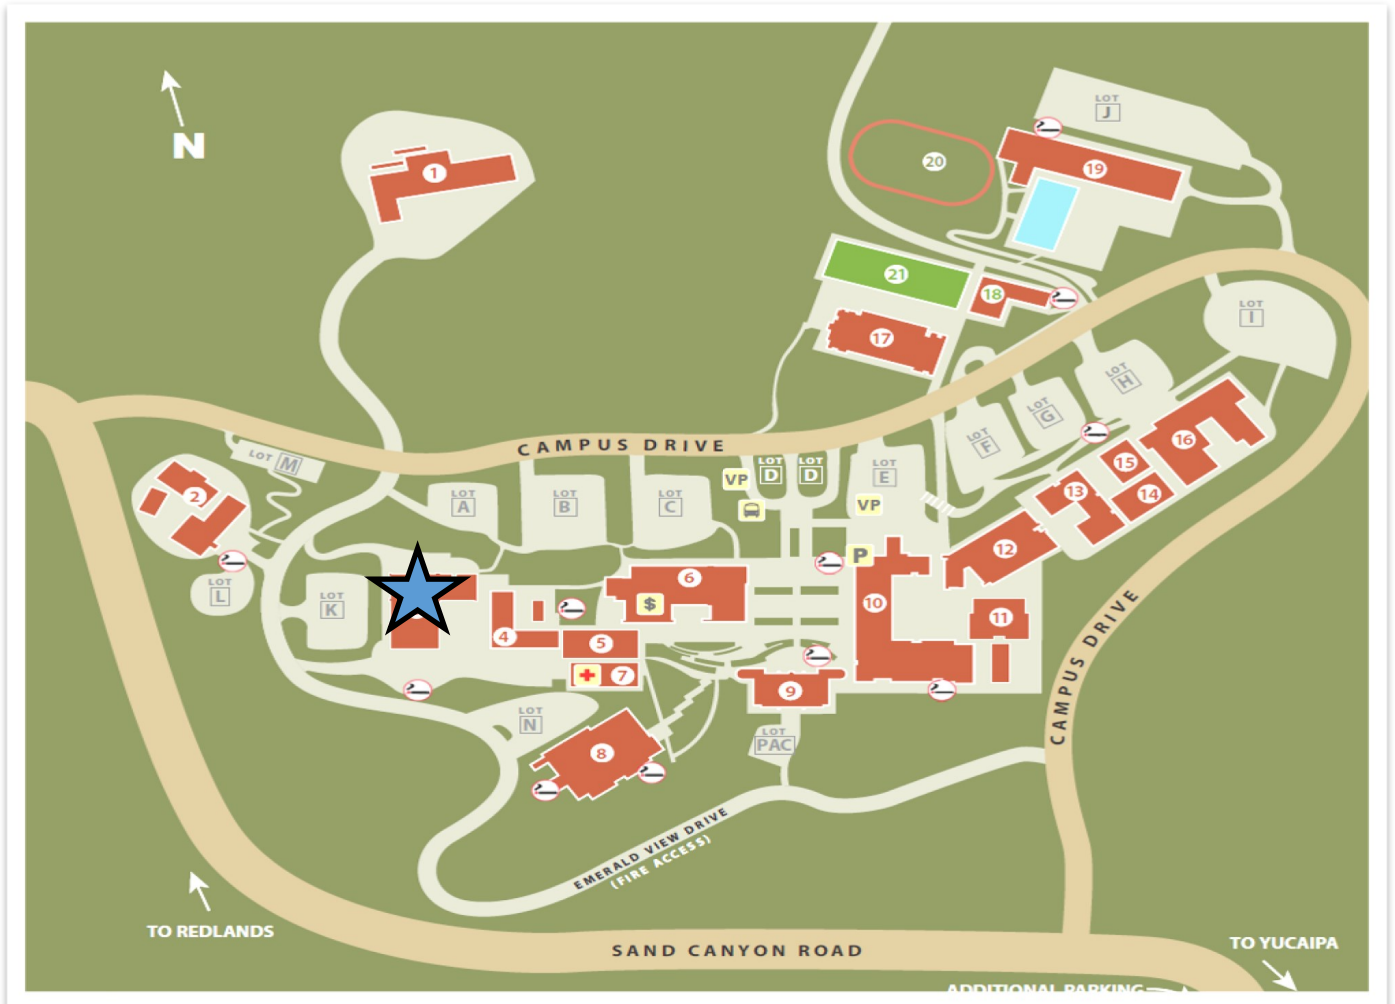 N
1
20
LOT
J
19
21
18
17
LOT
I
LOT
H
LOT
G
LOT
F
CAMPUS DRIVE
LOT
M
2
LOT
A
LOT
B
LOT
C
VP
LOT
D
LOT
D
LOT
E
VP
16
15
14
13
12
P
LOT
L
LOT
K
6
$
10
11
4
5
7
9
LOT
N
8
LOT
PAC
CAMPUS DRIVE
EMERALD VIEW DRIVE
(FIRE ACCESS)
TO REDLANDS
SAND CANYON ROAD
TO YUCAIPA
ADDITIONAL PARKING